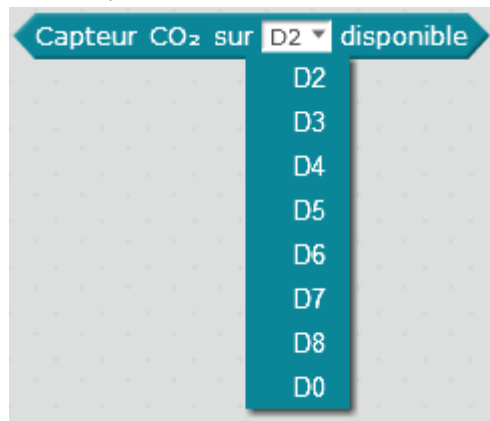 Capteur CO₂ sur D2 disponible
D2
D3
D4
D5
D6
D7
D8
D0